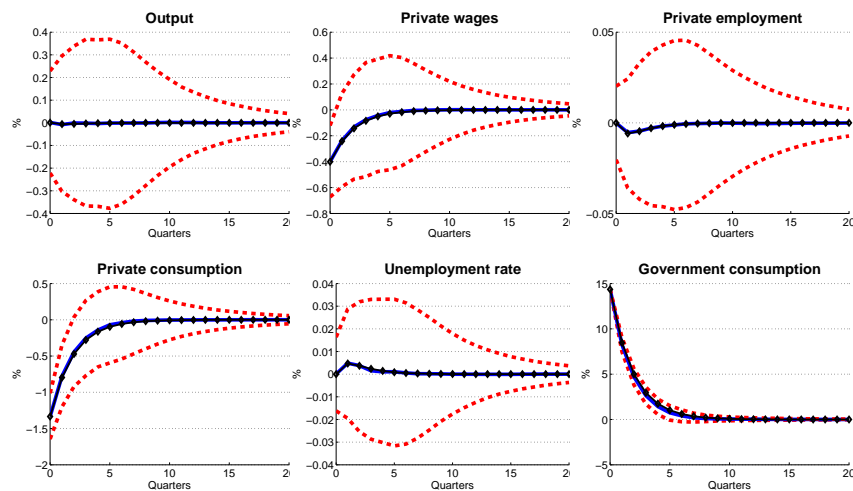 Output
0.4
0.3
0.2
0.1
0
−0.1
−0.2
−0.3
−0.4
%
0 5 10 15 20
Quarters
Private wages
0.6
0.4
0.2
0
−0.2
−0.4
−0.6
−0.8
%
0 5 10 15 20
Quarters
Private employment
0.05
0
−0.05
%
0 5 10 15 20
Quarters
Private consumption
0.5
0
−0.5
−1
−1.5
−2
%
0 5 10 15 20
Quarters
Unemployment rate
0.04
0.03
0.02
0.01
0
−0.01
−0.02
−0.03
−0.04
%
0 5 10 15 20
Quarters
Government consumption
15
10
5
0
−5
%
0 5 10 15 20
Quarters